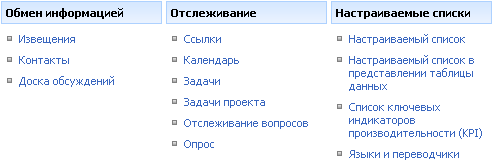 Обмен информацией
Извещения
Контакты
Доска обсуждений
Отслеживание
Ссылки
Календарь
Задачи
Задачи проекта
Отслеживание вопросов
Опрос
Настраиваемые списки
Настраиваемый список
Настраиваемый список в
представлении таблицы
данных
Список ключевых
индикаторов
производительности (KPI)
Языки и переводчики